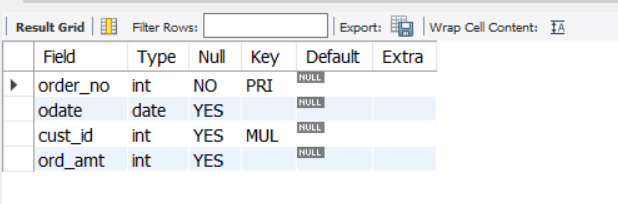 Result Grid Filter Rows: Export: Wrap Cell Content: IA
Field Type Null Key Default Extra
order_no int NO PRI NULL
odate date YES NULL
cust_id int YES MUL NULL
ord_amt int YES NULL